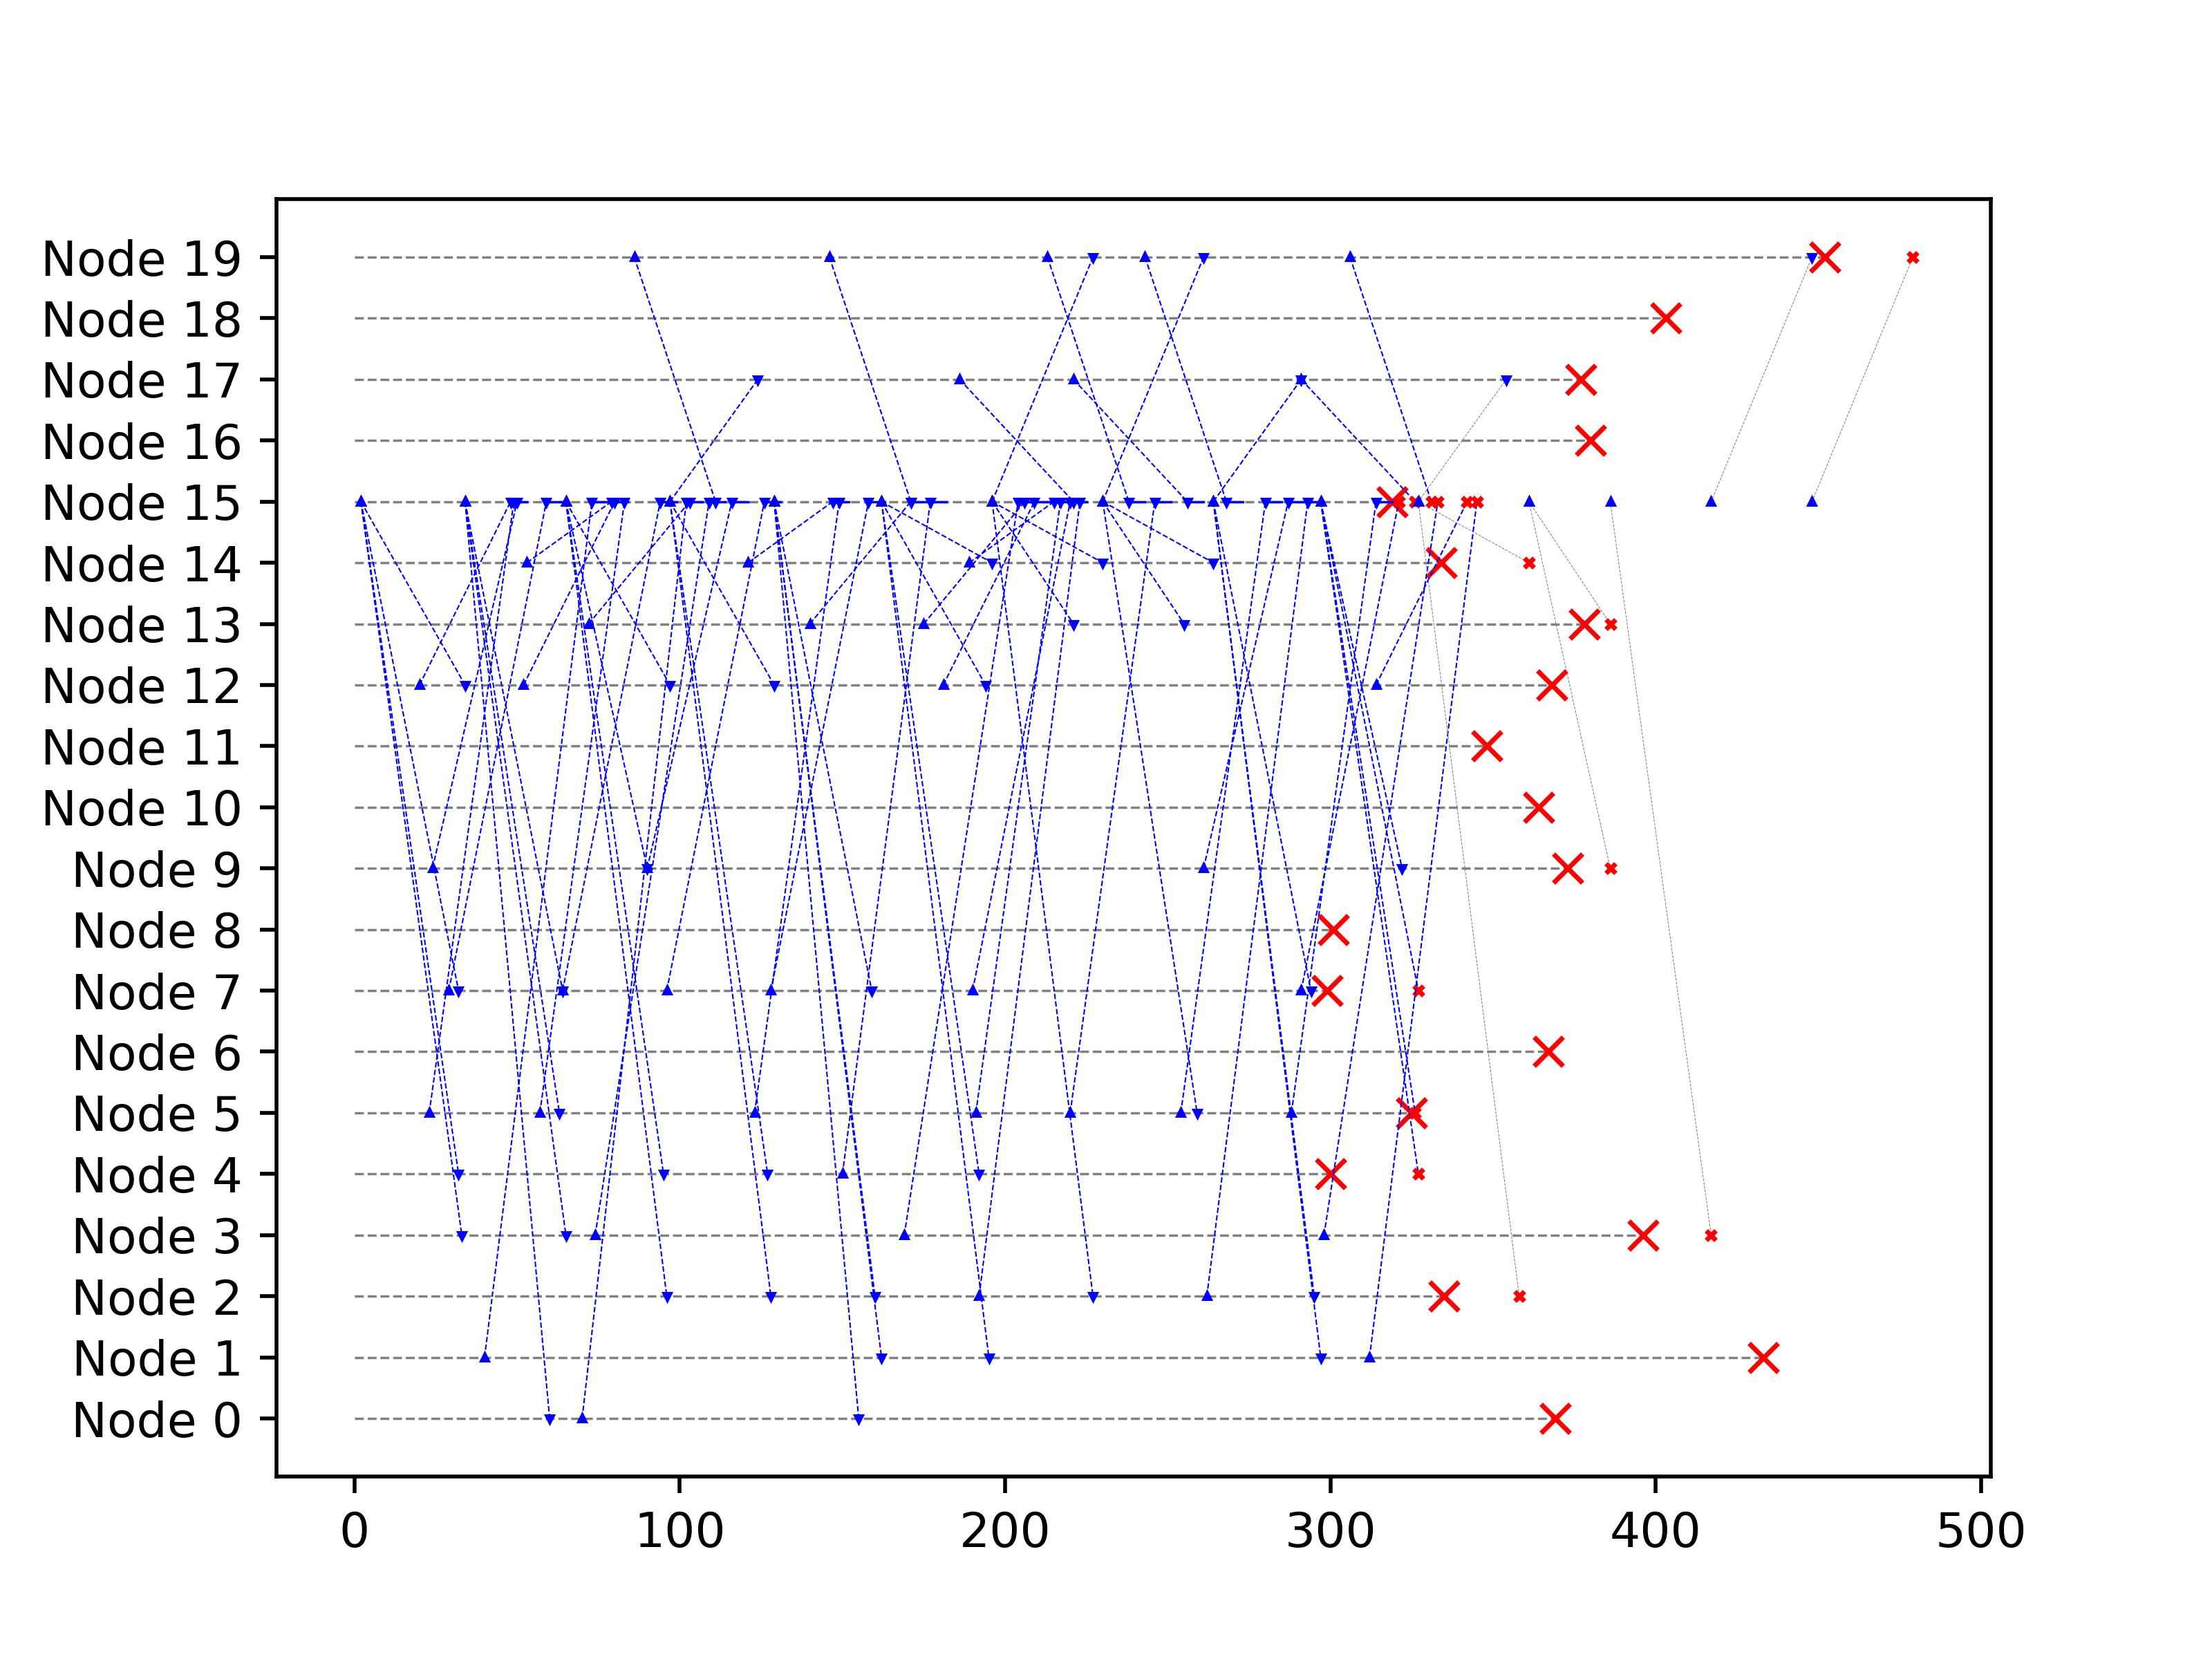 Node 19
Node 18
Node 17
Node 16
Node 15
Node 14
Node 13
Node 12
Node 11
Node 10
Node 9
Node 8
Node 7
Node 6
Node 5
Node 4
Node 3
Node 2
Node 1
Node 0
0 100 200 300 400 500